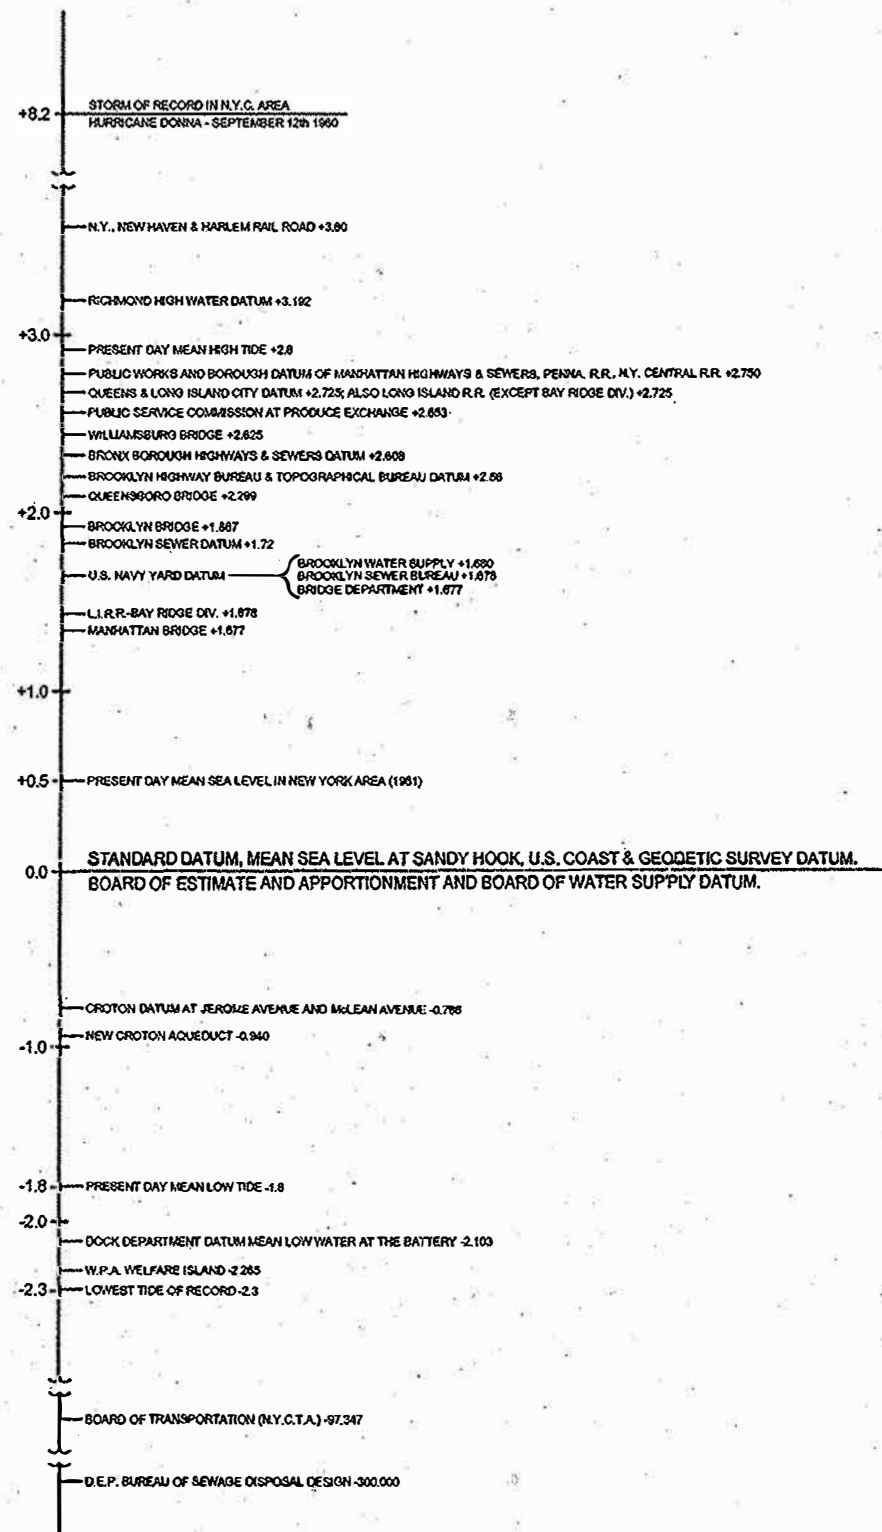 STORM OF RECORD IN N.Y.C. AREA
+8.2
HURRICANE DONNA - SEPTEMBER 12th 1960
N.Y., NEW HAVEN & HARLEM RAIL ROAD +3.60
RICHMOND HIGH WATER DATUM +3.192
+3.0
PRESENT DAY MEAN HIGH TIDE +2.8
PUBLIC WORKS AND BOROUGH DATUM OF MANHATTAN HIGHWAYS & SEWERS, PENNA. R.R., N.Y. CENTRAL R.R. +2.750
QUEENS & LONG ISLAND CITY DATUM +2.725; ALSO LONG ISLAND R.R. (EXCEPT BAY RIDGE DIV.) +2.725
PUBLIC SERVICE COMMISSION AT PRODUCE EXCHANGE +2.653
WILLIAMSBURG BRIDGE +2.625
BRONX BOROUGH HIGHWAYS & SEWERS DATUM +2.608
BROOKLYN HIGHWAY BUREAU & TOPOGRAPHICAL BUREAU DATUM +2.56
QUEENSBORO BRIDGE +2.299
+2.0
BROOKLYN BRIDGE +1.887
BROOKLYN SEWER DATUM +1.72
BROOKLYN WATER SUPPLY +1.680
U.S. NAVY YARD DATUM
BROOKLYN SEWER BUREAU +1.678
BRIDGE DEPARTMENT +1.677
L.I.R.R.-BAY RIDGE DIV. +1.678
MANHATTAN BRIDGE +1.677
+1.0
+0.5
PRESENT DAY MEAN SEA LEVEL IN NEW YORK AREA (1981)
STANDARD DATUM, MEAN SEA LEVEL AT SANDY HOOK, U.S. COAST & GEODETIC SURVEY DATUM.
0.0
BOARD OF ESTIMATE AND APPORTIONMENT AND BOARD OF WATER SUPPLY DATUM.
CROTON DATUM AT JEROME AVENUE AND McLEAN AVENUE
NEW CROTON AQUEDUCT -0.940
-1.0
-1.8
PRESENT DAY MEAN LOW TIDE -1.8
-2.0
DOCK DEPARTMENT DATUM MEAN LOW WATER AT THE BATTERY -2.103
W.P.A. WELFARE ISLAND -2.265
-2.3
LOWEST TIDE OF RECORD -2.3
BOARD OF TRANSPORTATION (N.Y.C.T.A.) -97.347
D.E.P. BUREAU OF SEWAGE DISPOSAL DESIGN -300.000